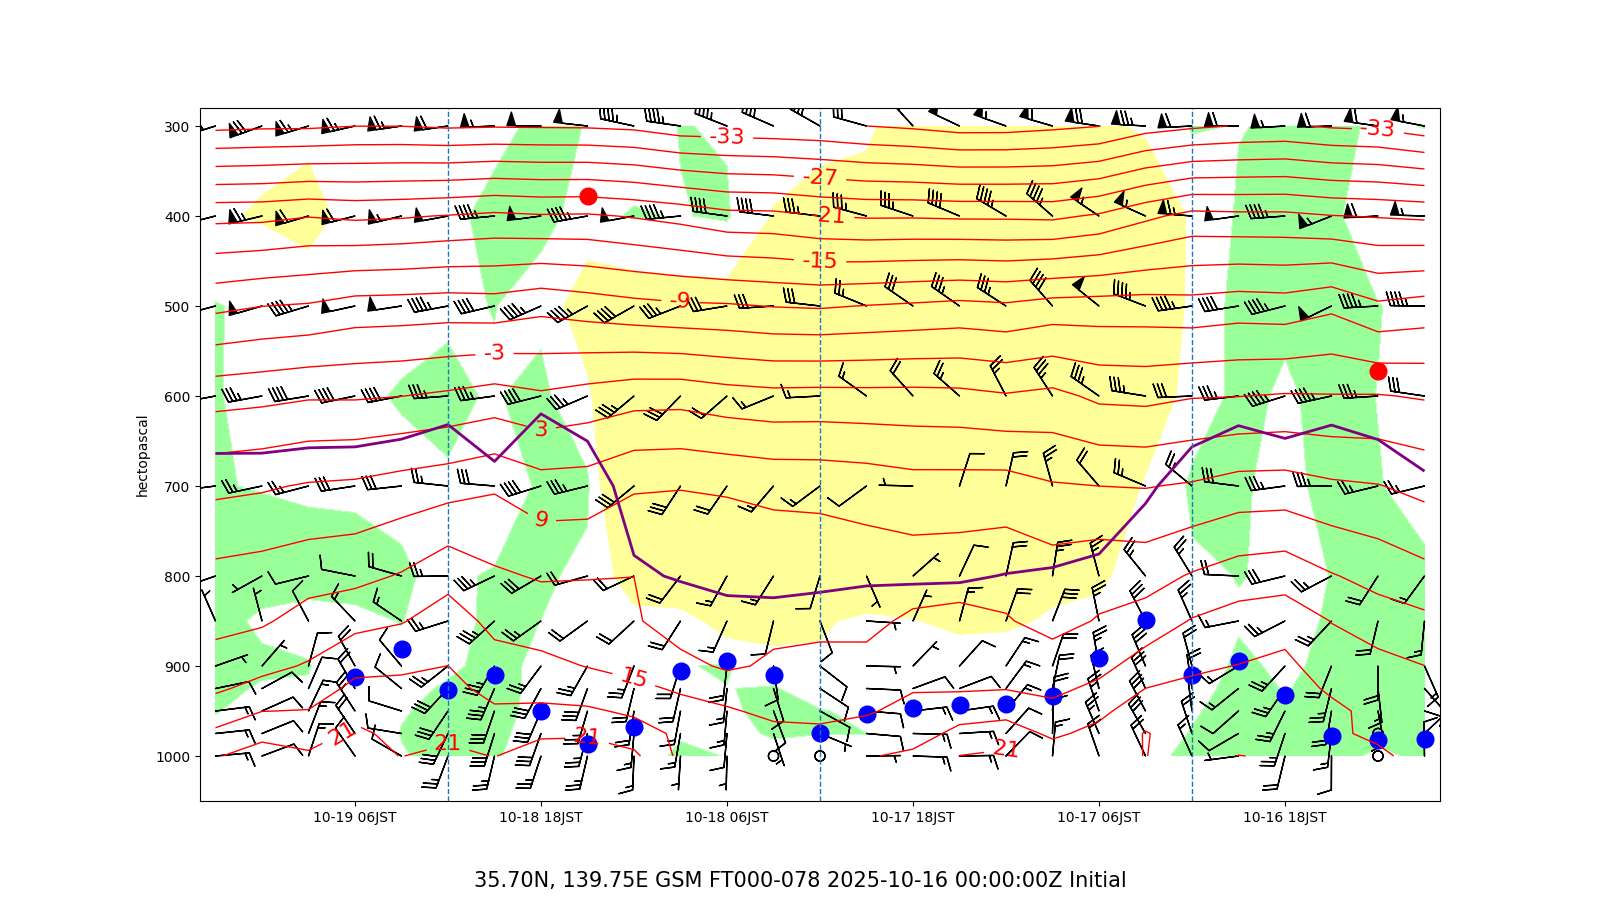 hectopascal
300
400
500
600
700
800
900
1000
-33
-33
-27
-21
-15
-9
-3
3
9
15
21
21
21
21
10-19 06JST
10-18 18JST
10-18 06JST
10-17 18JST
10-17 06JST
10-16 18JST
35.70N, 139.75E GSM FT000-078 2025-10-16 00:00:00Z Initial